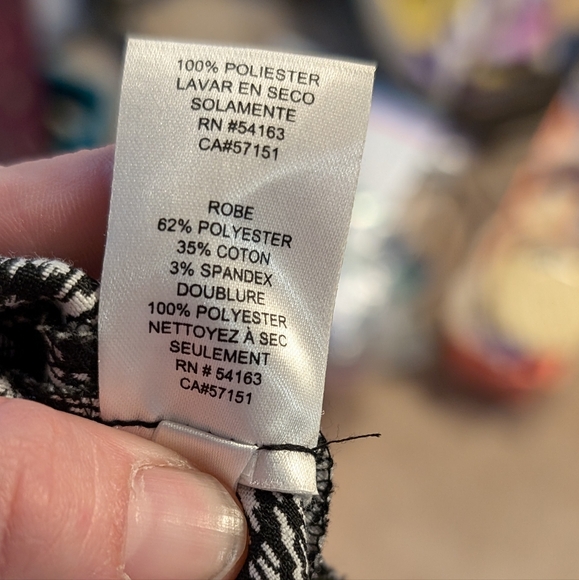 100% POLIESTER
LAVAR EN SECO
SOLAMENTE
RN #54163
CA#57151
ROBE
62% POLYESTER
35% COTON
3% SPANDEX
DOUBLURE
100% POLYESTER
NETTOYEZ À SEC
SEULEMENT
RN # 54163
CA#57151